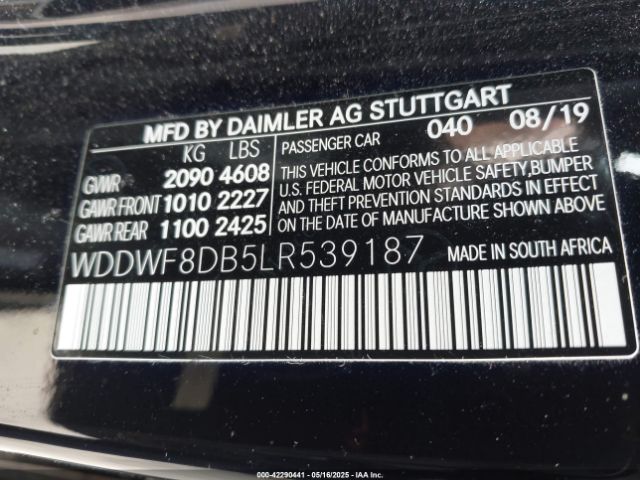 MFD BY DAIMLER AG STUTTGART
KG LBS
GVWR 2090 4608
GAWR FRONT 1010 2227
GAWR REAR 1100 2425
PASSENGER CAR 040 08/19
THIS VEHICLE CONFORMS TO ALL APPLICABLE
U.S. FEDERAL MOTOR VEHICLE SAFETY,BUMPER
AND THEFT PREVENTION STANDARDS IN EFFECT
ON THE DATE OF MANUFACTURE SHOWN ABOVE
WDDWF8DB5LR539187 MADE IN SOUTH AFRICA
000-42290441 - 05/16/2025 - IAA Inc. (IAAI)